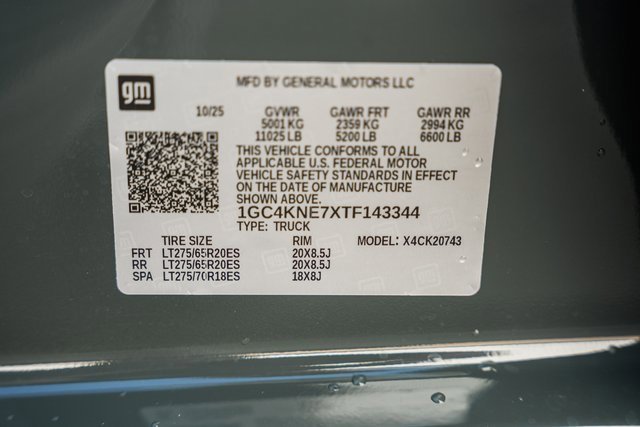 gm
MFD BY GENERAL MOTORS LLC
10/25 GVWR GAWR FRT GAWR RR
5001 KG 2359 KG 2994 KG
11025 LB 5200 LB 6600 LB
THIS VEHICLE CONFORMS TO ALL
APPLICABLE U.S. FEDERAL MOTOR
VEHICLE SAFETY STANDARDS IN EFFECT
ON THE DATE OF MANUFACTURE
SHOWN ABOVE.
1GC4KNE7XTF143344
TYPE: TRUCK
TIRE SIZE RIM MODEL: X4CK20743
FRT LT275/65R20ES 20X8.5J
RR LT275/65R20ES 20X8.5J
SPA LT275/70R18ES 18X8J